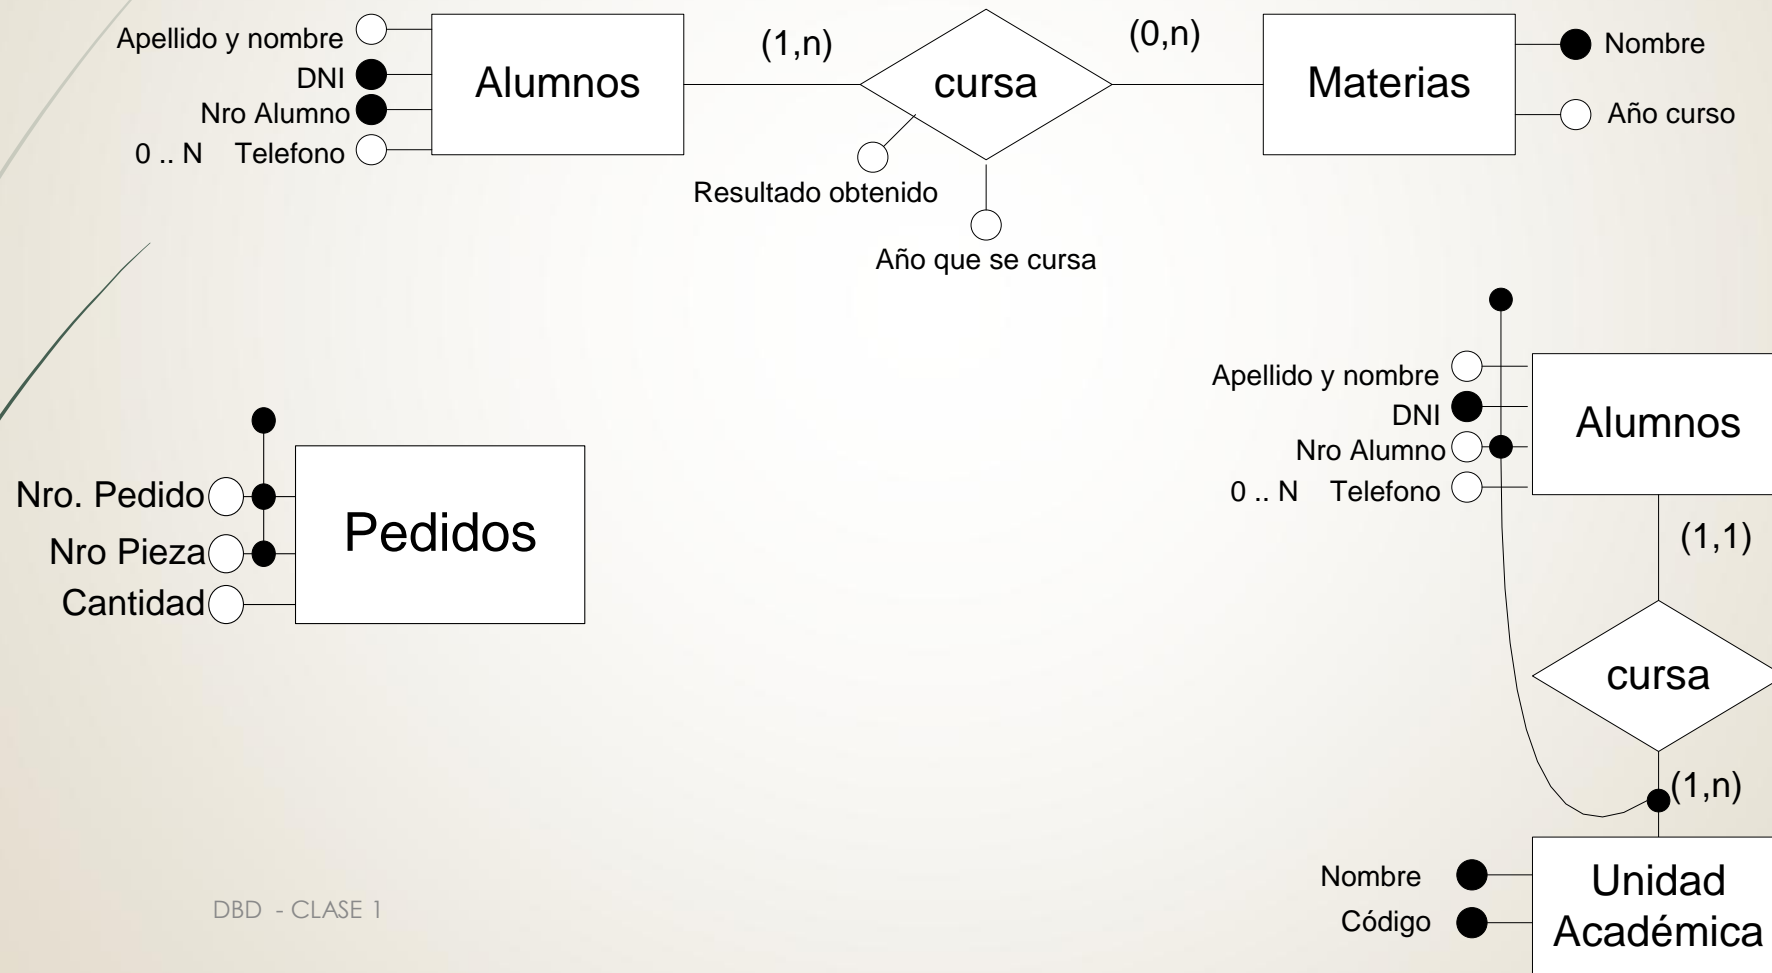 Apellido y nombre
DNI
Nro Alumno
0 .. N Telefono
Alumnos
(1,n)
cursa
(0,n)
Materias
Nombre
Año curso
Resultado obtenido
Año que se cursa
Nro. Pedido
Nro Pieza
Cantidad
Pedidos
Apellido y nombre
DNI
Nro Alumno
0 .. N Telefono
Alumnos
(1,1)
cursa
(1,n)
Nombre
Código
Unidad
Académica
DBD - CLASE 1